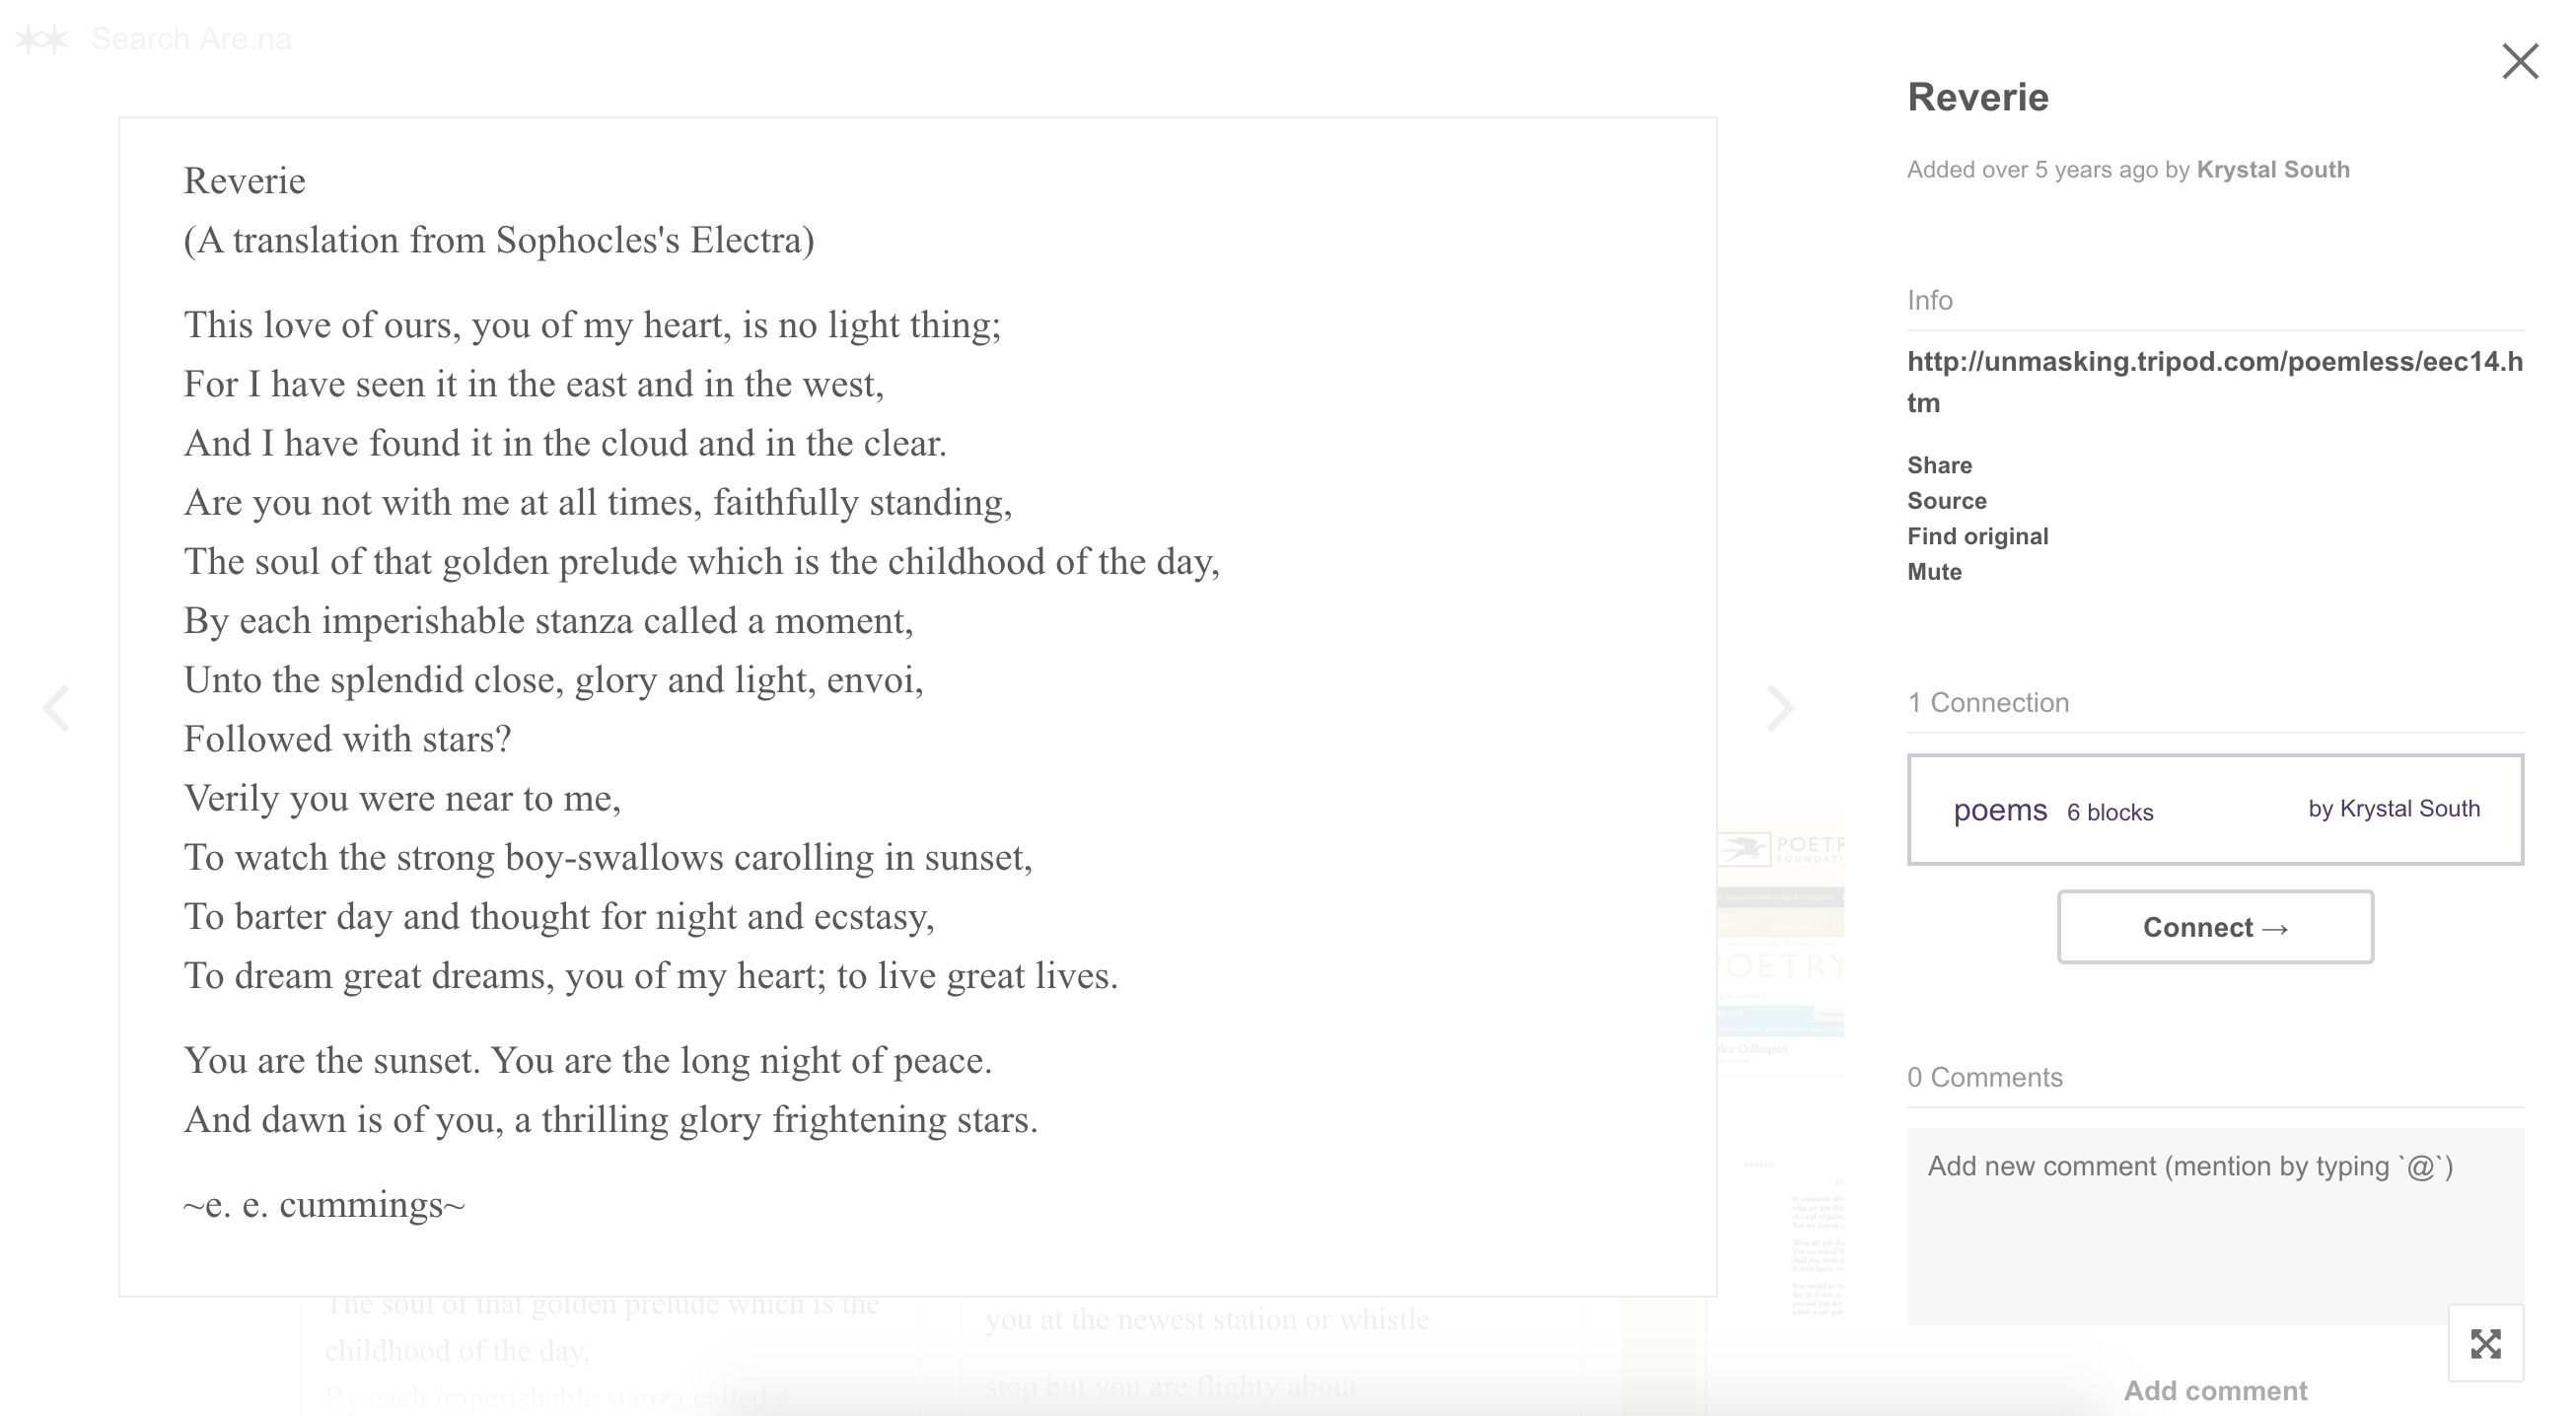 Search Are.na
Reverie
(A translation from Sophocles's Electra)
This love of ours, you of my heart, is no light thing;
For I have seen it in the east and in the west,
And I have found it in the cloud and in the clear.
Are you not with me at all times, faithfully standing,
The soul of that golden prelude which is the childhood of the day,
By each imperishable stanza called a moment,
Unto the splendid close, glory and light, envoi,
Followed with stars?
Verily you were near to me,
To watch the strong boy-swallows carolling in sunset,
To barter day and thought for night and ecstasy,
To dream great dreams, you of my heart; to live great lives.
You are the sunset. You are the long night of peace.
And dawn is of you, a thrilling glory frightening stars.
~e. e. cummings~
The soul of that golden prelude which is the
childhood of the day,
By each imperishable stanza called a
you at the newest station or whistle
stop but you are flighty about
POETR
POETRY
Colloquio
Reverie
Added over 5 years ago by Krystal South
Info
http://unmasking.tripod.com/poemless/eec14.h
tm
Share
Source
Find original
Mute
1 Connection
poems 6 blocks by Krystal South
Connect →
0 Comments
Add new comment (mention by typing `@`)
Add comment